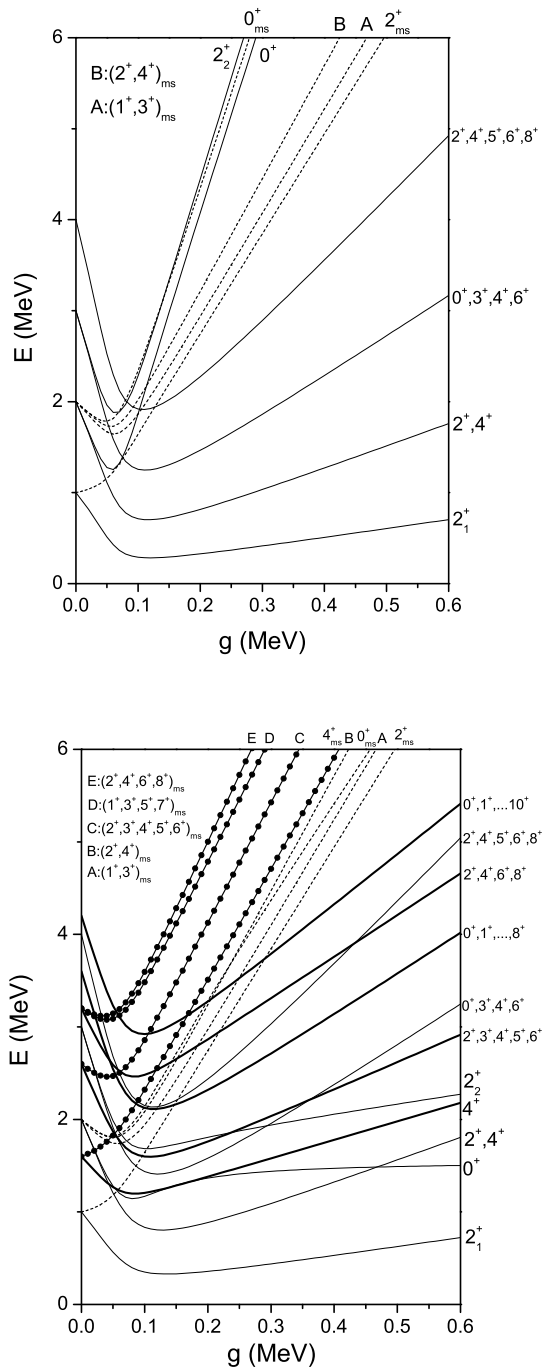 0⁺ms
2⁺₂ 0⁺ B A 2⁺ms
B:(2⁺,4⁺)ms
A:(1⁺,3⁺)ms
6
4
2
0
E (MeV)
2⁺,4⁺,5⁺,6⁺,8⁺
0⁺,3⁺,4⁺,6⁺
2⁺,4⁺
2⁺₁
0.0 0.1 0.2 0.3 0.4 0.5 0.6
g (MeV)
E D C 4⁺ms B 0⁺ms A 2⁺ms
E:(2⁺,4⁺,6⁺,8⁺)ms
D:(1⁺,3⁺,5⁺,7⁺)ms
C:(2⁺,3⁺,4⁺,5⁺,6⁺)ms
B:(2⁺,4⁺)ms
A:(1⁺,3⁺)ms
6
4
2
0
E (MeV)
0⁺,1⁺,...10⁺
2⁺,4⁺,5⁺,6⁺,8⁺
2⁺,4⁺,6⁺,8⁺
0⁺,1⁺,...,8⁺
0⁺,3⁺,4⁺,6⁺
2⁺,3⁺,4⁺,5⁺,6⁺
2⁺₂
4⁺
2⁺,4⁺
0⁺
2⁺₁
0.0 0.1 0.2 0.3 0.4 0.5 0.6
g (MeV)